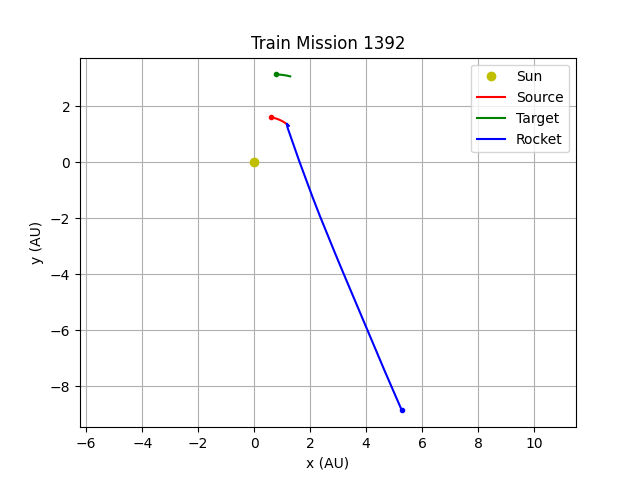 Train Mission 1392
Sun
Source
Target
Rocket
y (AU)
2
0
−2
−4
−6
−8
−6 −4 −2 0 2 4 6 8 10
x (AU)